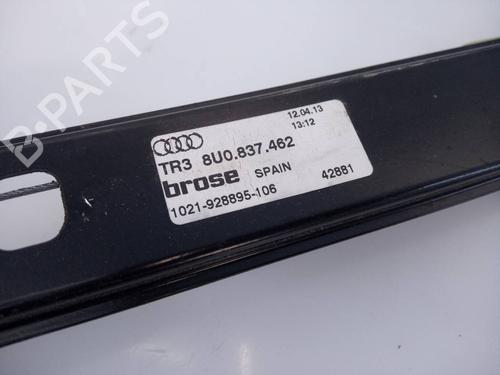 B-PARTS
12.04.13
13:12
TR3 8U0.837.462
brose SPAIN 42881
1021-928895-106